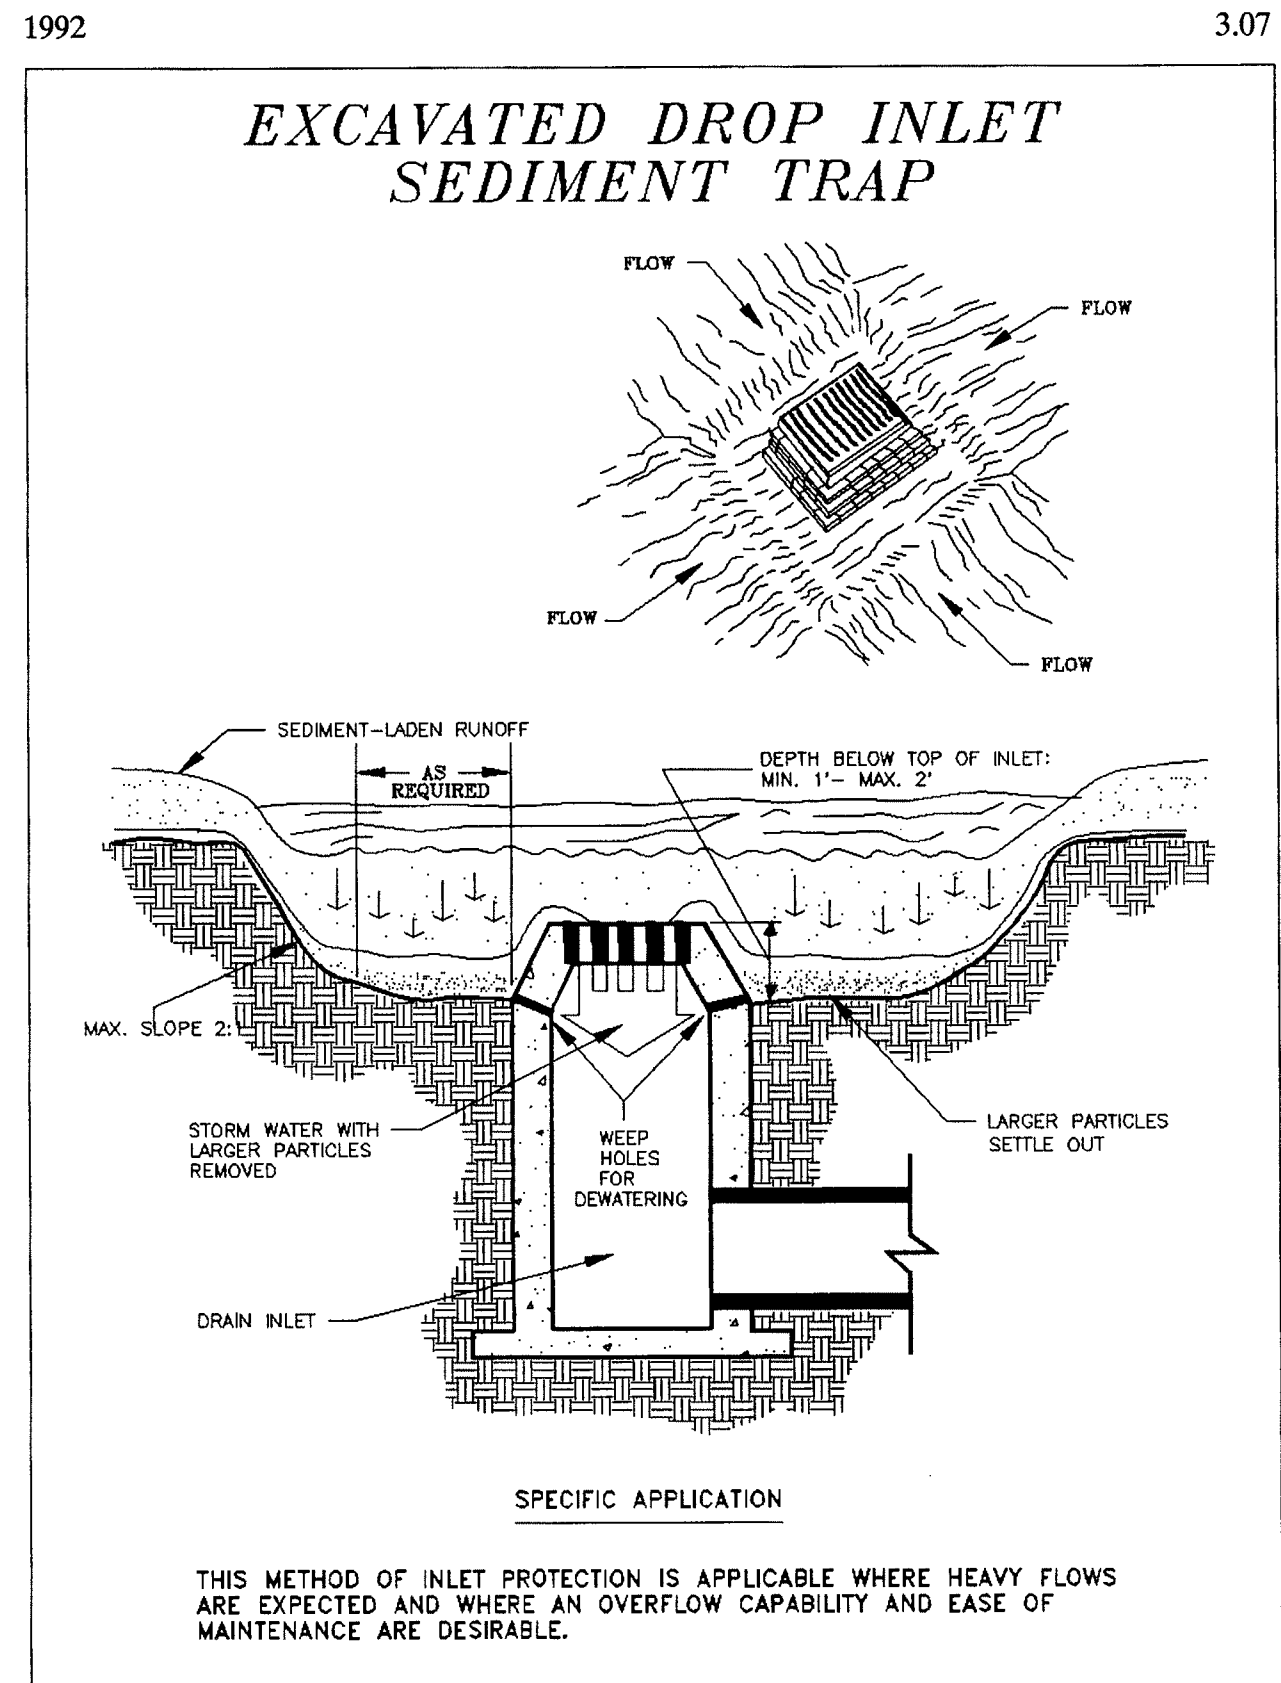 1992
3.07
EXCAVATED DROP INLET
SEDIMENT TRAP
FLOW
FLOW
FLOW
FLOW
SEDIMENT-LADEN RUNOFF
AS
REQUIRED
DEPTH BELOW TOP OF INLET:
MIN. 1'- MAX. 2'
MAX. SLOPE 2:
STORM WATER WITH
LARGER PARTICLES
REMOVED
WEEP
HOLES
FOR
DEWATERING
LARGER PARTICLES
SETTLE OUT
DRAIN INLET
SPECIFIC APPLICATION
THIS METHOD OF INLET PROTECTION IS APPLICABLE WHERE HEAVY FLOWS
ARE EXPECTED AND WHERE AN OVERFLOW CAPABILITY AND EASE OF
MAINTENANCE ARE DESIRABLE.